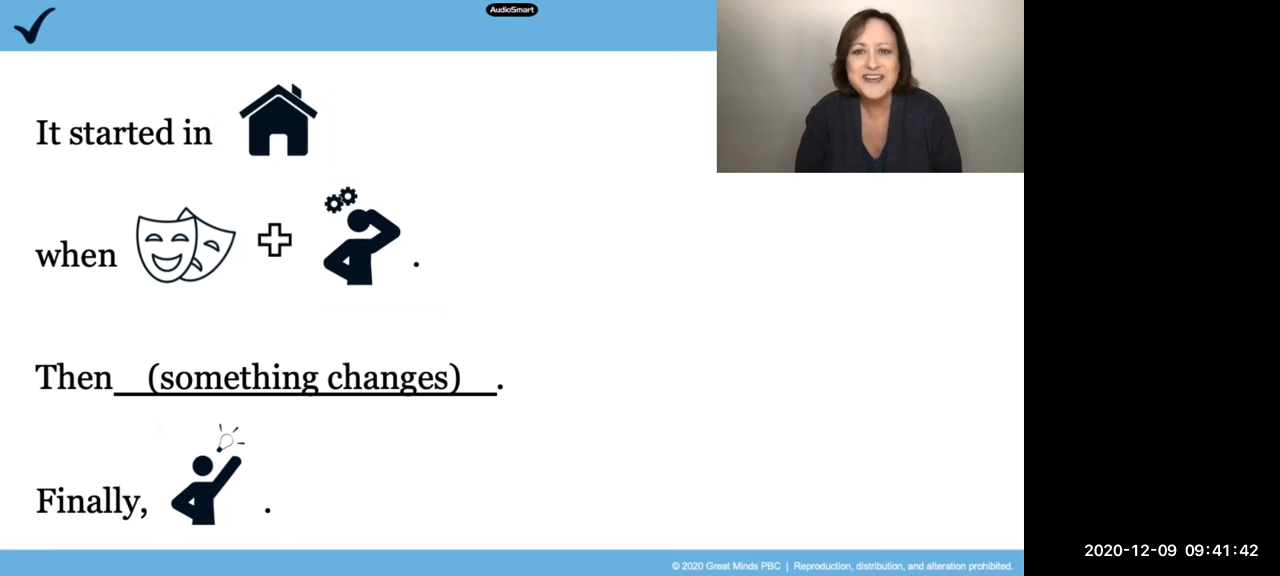 AudioSmart
It started in
when .
Then (something changes) .
Finally, .
2020-12-09 09:41:42
© 2020 Great Minds PBC | Reproduction, distribution, and alteration prohibited.